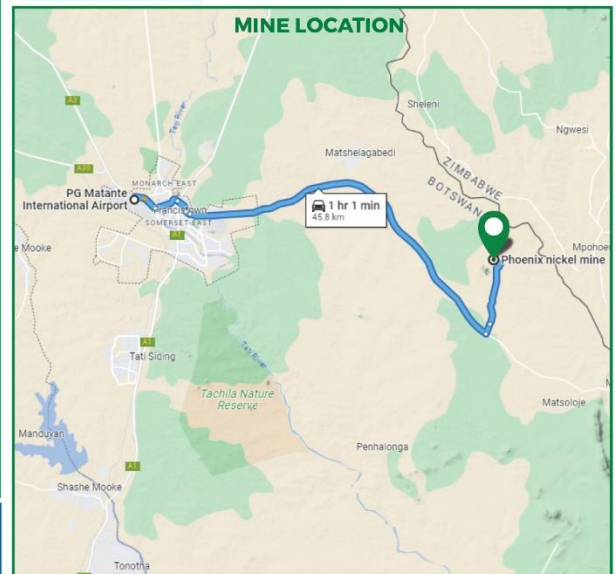 MINE LOCATION
A3
Tati River
Sheleni
Ngwesi
Matshelagabedi
A30
MONARCH EAST
ZIMBABWE
BOTSWAN
PG Matante
International Airport
Francistown
SOMERSET EAST
1 hr 1 min
45.8 km
A1
e Mooke
Mpohoe
Phoenix nickel mine
A1
Tati Siding
Tati River
Tachila Nature
Reserve
Matsoloje
Manduyan
Penhalonga
A1
Shashe Mooke
Tonotha